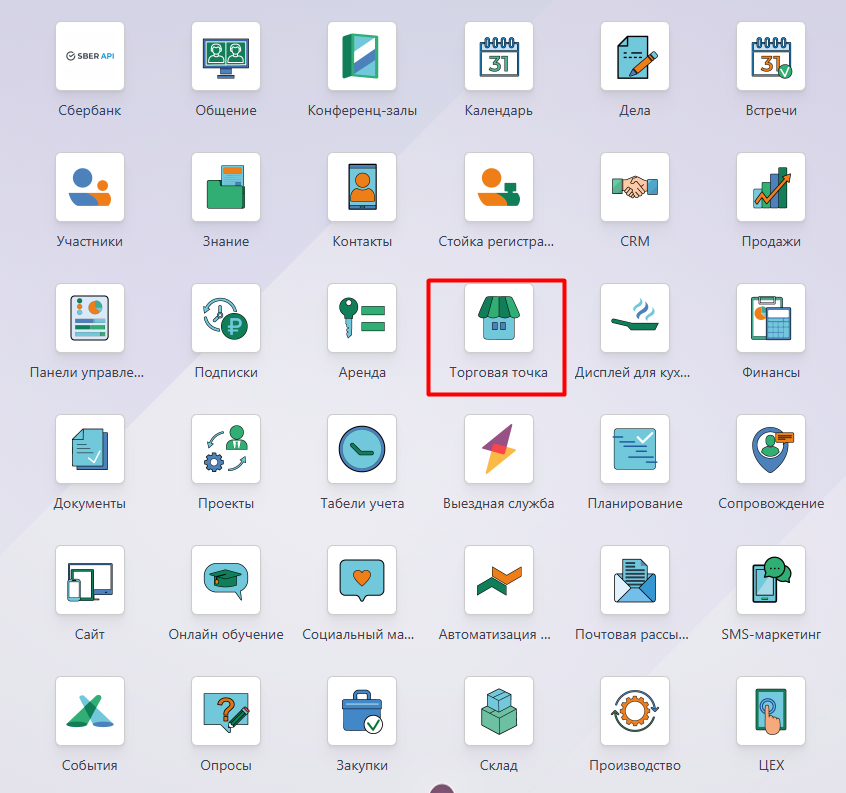 SBER API
31
31
Сбербанк
Общение
Конференц-залы
Календарь
Дела
Встречи
Участники
Знание
Контакты
Стойка регистра...
CRM
Продажи
₽
Панели управле...
Подписки
Аренда
Торговая точка
Дисплей для кух...
Финансы
Документы
Проекты
Табели учета
Выездная служба
Планирование
Сопровождение
Сайт
Онлайн обучение
Социальный ма...
Автоматизация ...
Почтовая рассы...
SMS-маркетинг
?
События
Опросы
Закупки
Склад
Производство
ЦЕХ